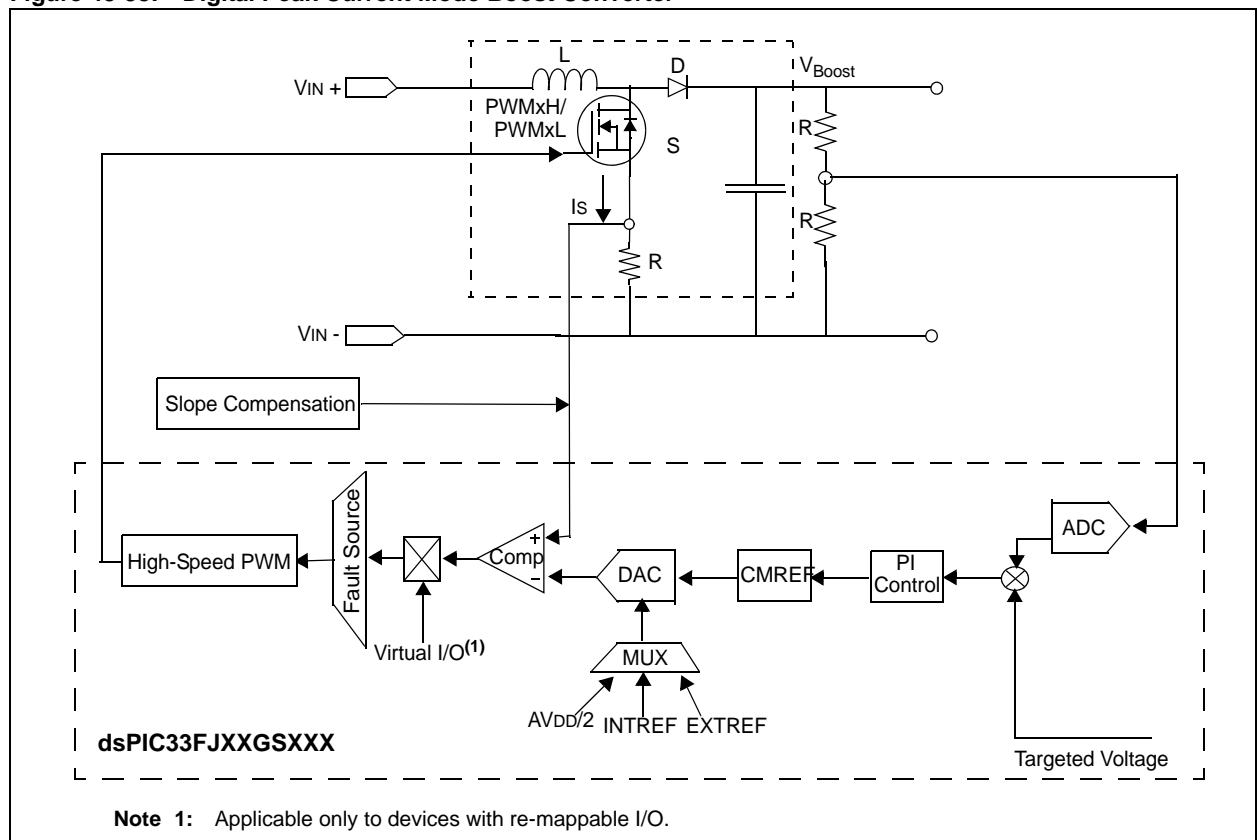 Figure 43-35: Digital Peak Current Mode Boost Converter
L
D
VBoost
VIN +
PWMxH/
PWMxL
R
S
IS
R
R
VIN -
Slope Compensation
Fault Source
High-Speed PWM
Comp
+
–
DAC
CMREF
PI
Control
ADC
Virtual I/O(1)
MUX
AVDD/2 INTREF EXTREF
dsPIC33FJXXGSXXX
Targeted Voltage
Note 1: Applicable only to devices with re-mappable I/O.